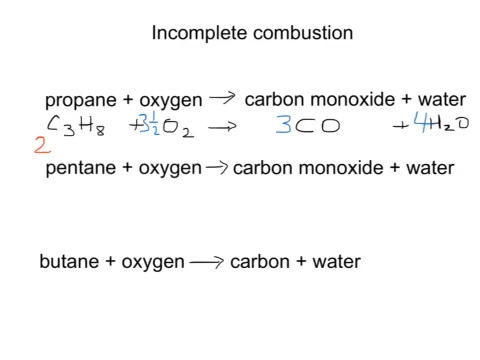 Incomplete combustion
propane + oxygen → carbon monoxide + water
C₃H₈ + 3½O₂ → 3CO + 4H₂O
2
pentane + oxygen → carbon monoxide + water
butane + oxygen → carbon + water